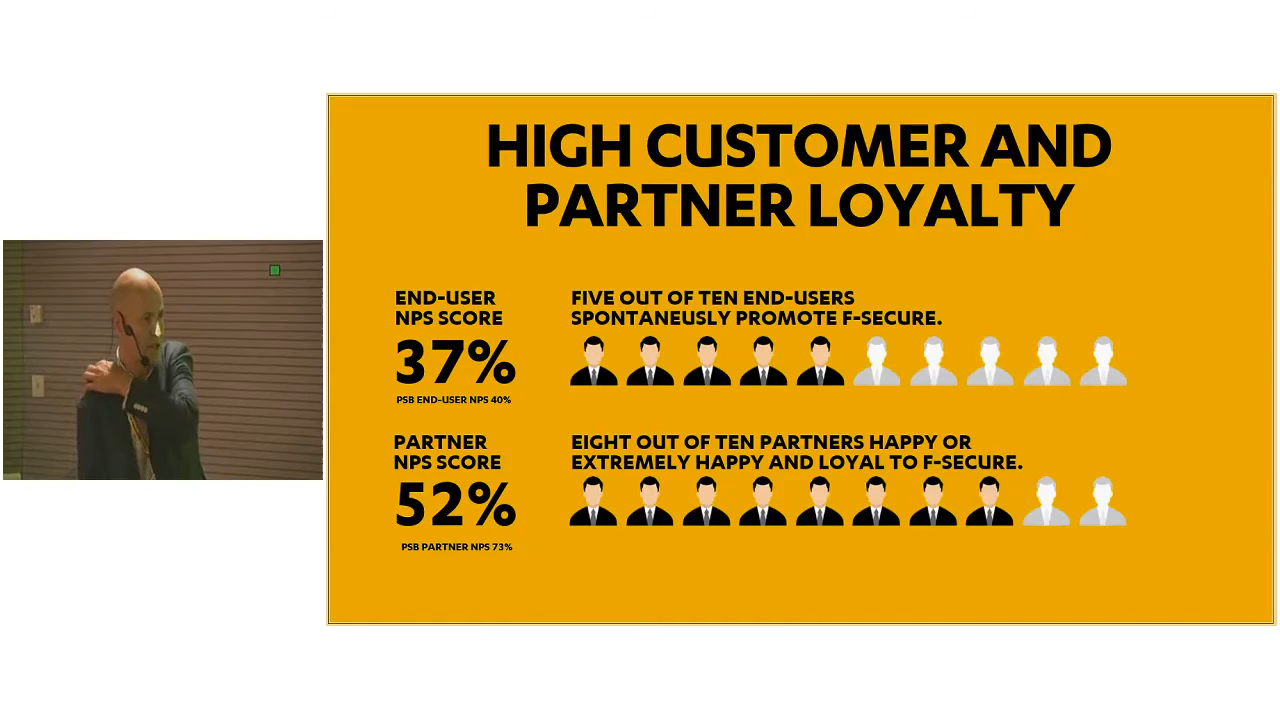 HIGH CUSTOMER AND
PARTNER LOYALTY
END-USER
NPS SCORE
37%
PSB END-USER NPS 40%
FIVE OUT OF TEN END-USERS
SPONTANEUSLY PROMOTE F-SECURE.
PARTNER
NPS SCORE
52%
PSB PARTNER NPS 73%
EIGHT OUT OF TEN PARTNERS HAPPY OR
EXTREMELY HAPPY AND LOYAL TO F-SECURE.